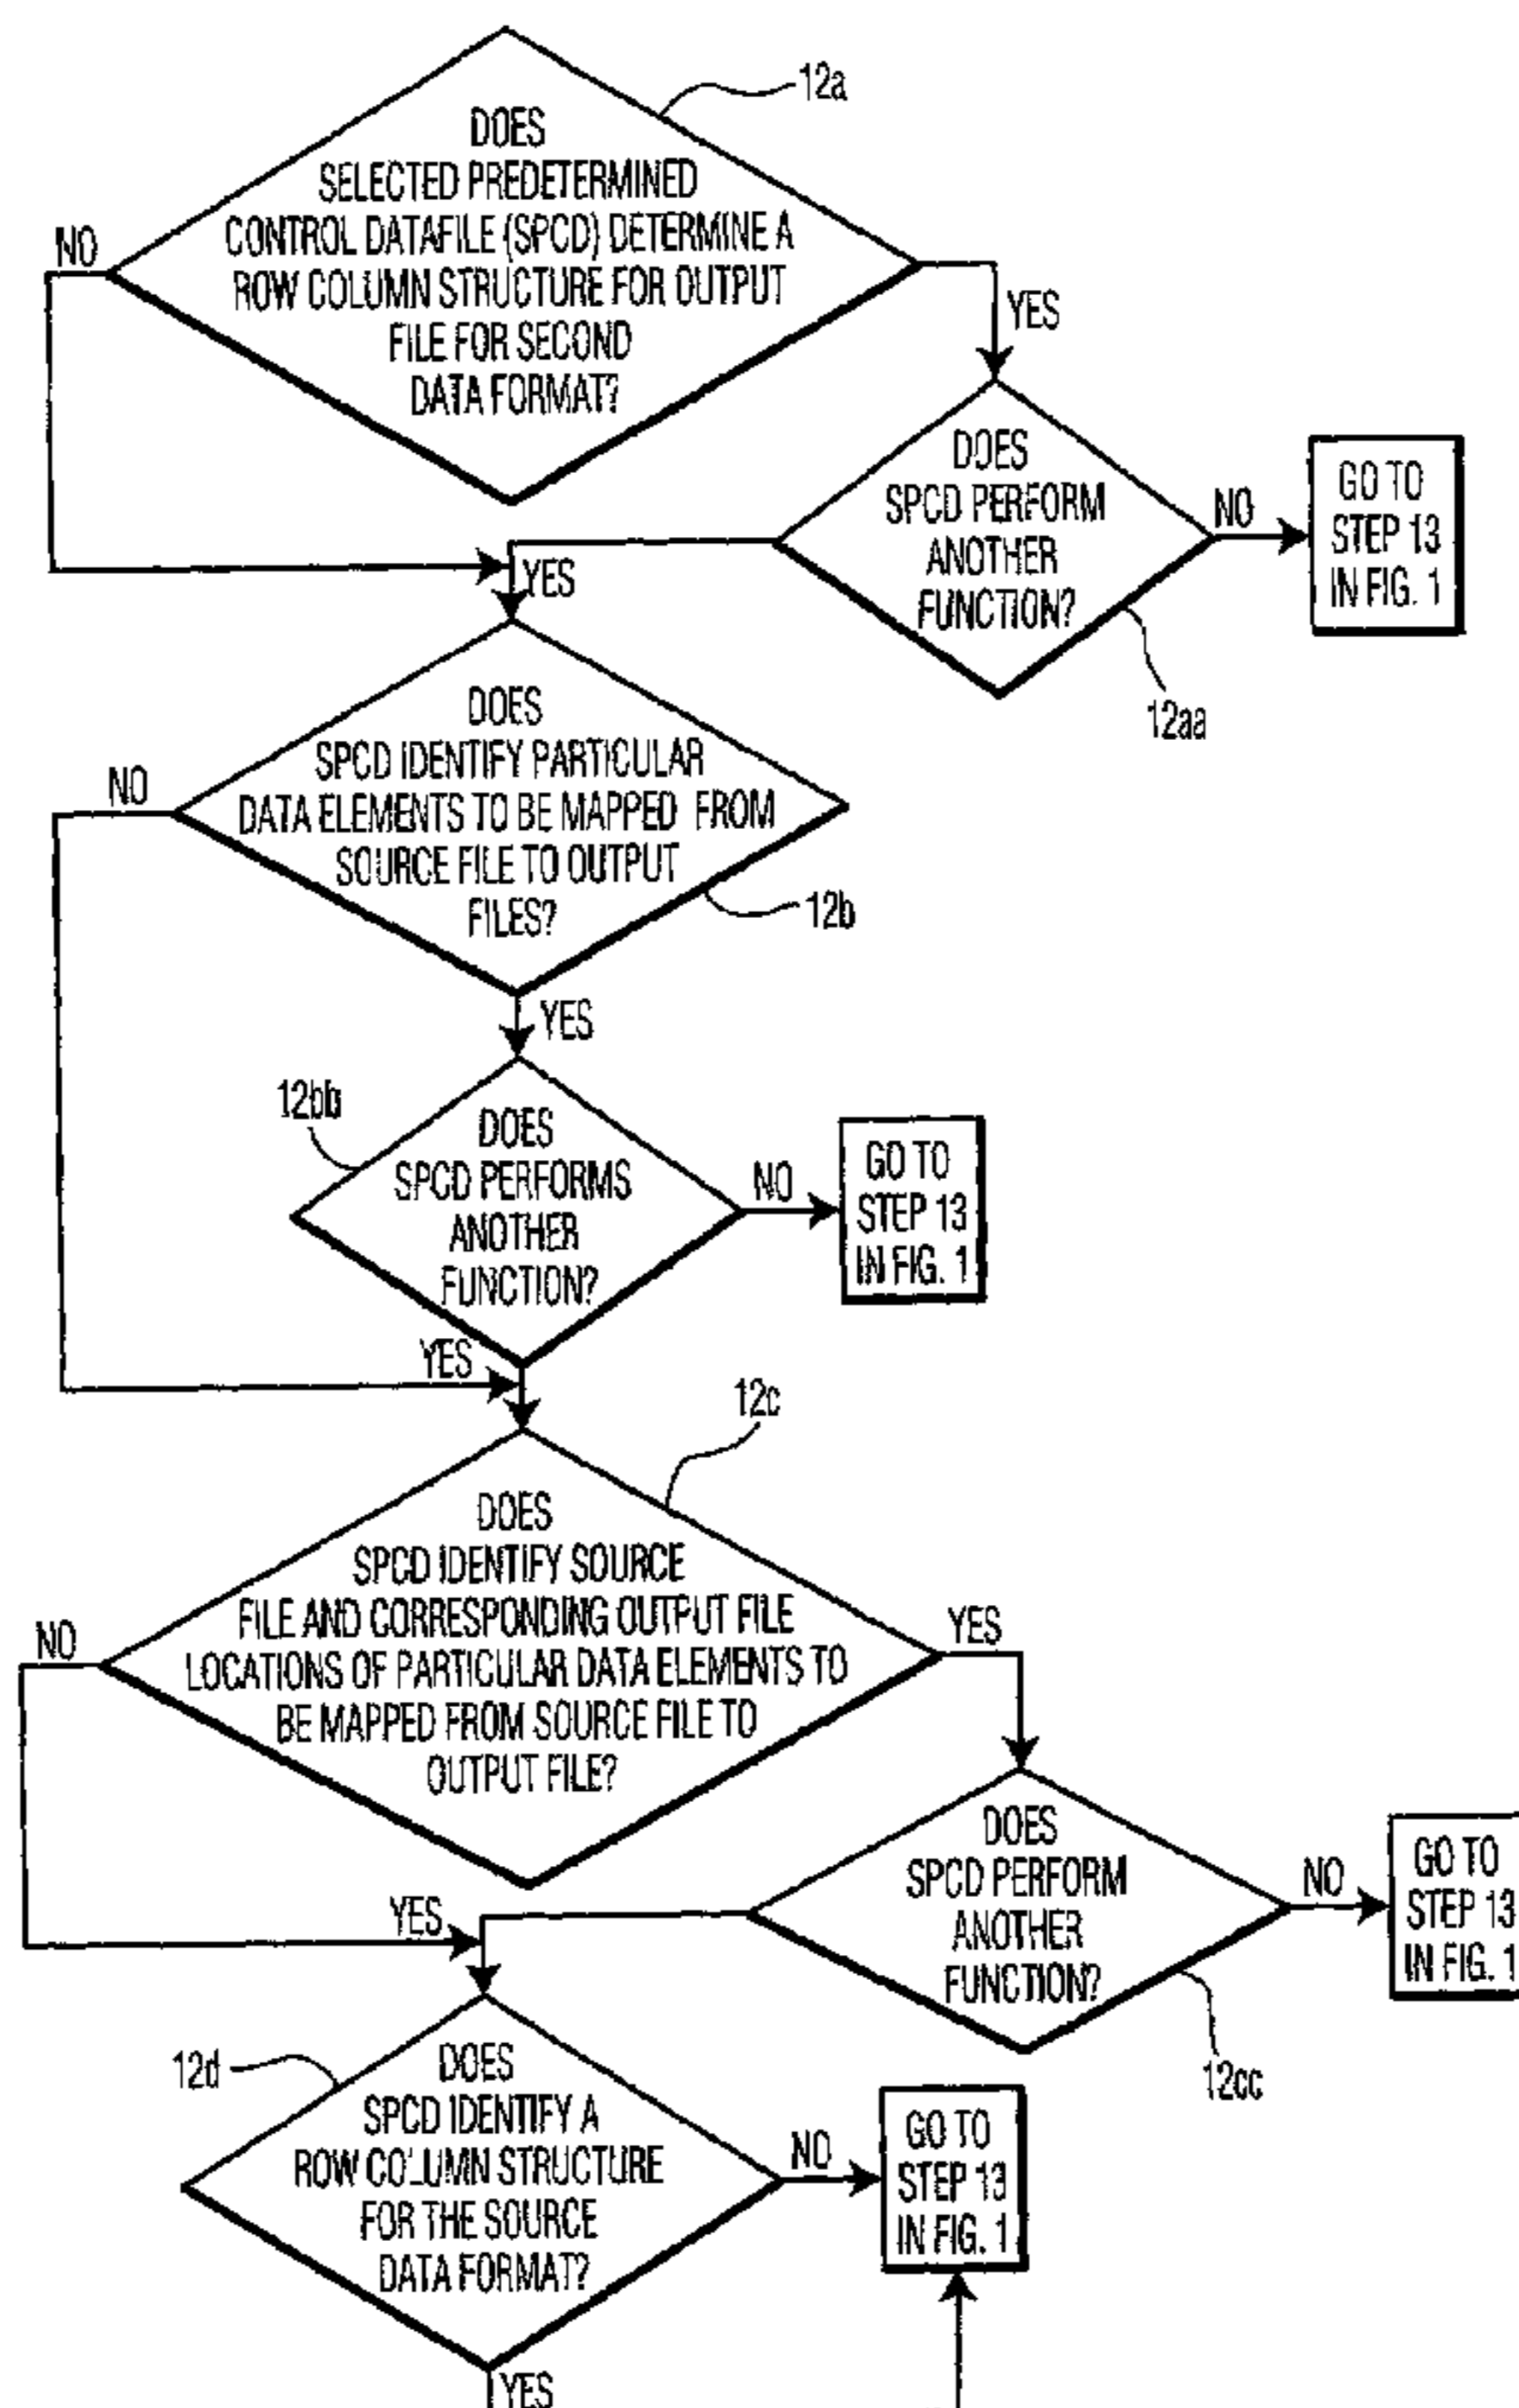 12a
DOES
SELECTED PREDETERMINED
CONTROL DATAFILE (SPCD) DETERMINE A
ROW COLUMN STRUCTURE FOR OUTPUT
FILE FOR SECOND
DATA FORMAT?
NO
YES
DOES
SPCD PERFORM
ANOTHER
FUNCTION?
12aa
NO
GO TO
STEP 13
IN FIG. 1
YES
DOES
SPCD IDENTIFY PARTICULAR
DATA ELEMENTS TO BE MAPPED FROM
SOURCE FILE TO OUTPUT
FILES?
NO
12b
YES
12bb
DOES
SPCD PERFORMS
ANOTHER
FUNCTION?
NO
GO TO
STEP 13
IN FIG. 1
YES
12c
DOES
SPCD IDENTIFY SOURCE
FILE AND CORRESPONDING OUTPUT FILE
LOCATIONS OF PARTICULAR DATA ELEMENTS TO
BE MAPPED FROM SOURCE FILE TO
OUTPUT FILE?
NO
YES
DOES
SPCD PERFORM
ANOTHER
FUNCTION?
12cc
NO
GO TO
STEP 13
IN FIG. 1
YES
12d
DOES
SPCD IDENTIFY A
ROW COLUMN STRUCTURE
FOR THE SOURCE
DATA FORMAT?
NO
GO TO
STEP 13
IN FIG. 1
YES